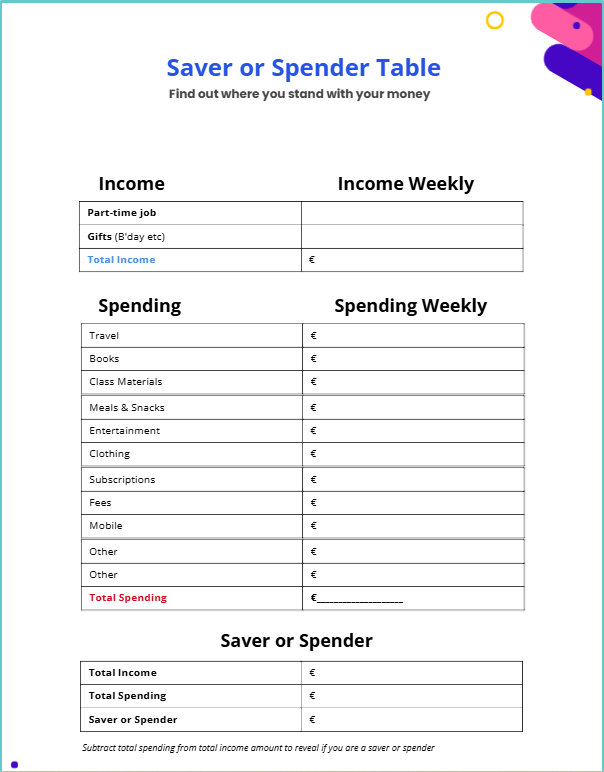 Saver or Spender Table
Find out where you stand with your money
Income Income Weekly
Part-time job
Gifts (B'day etc)
Total Income €
Spending Spending Weekly
Travel €
Books €
Class Materials €
Meals & Snacks €
Entertainment €
Clothing €
Subscriptions €
Fees €
Mobile €
Other €
Other €
Total Spending €____________________
Saver or Spender
Total Income €
Total Spending €
Saver or Spender €
Subtract total spending from total income amount to reveal if you are a saver or spender